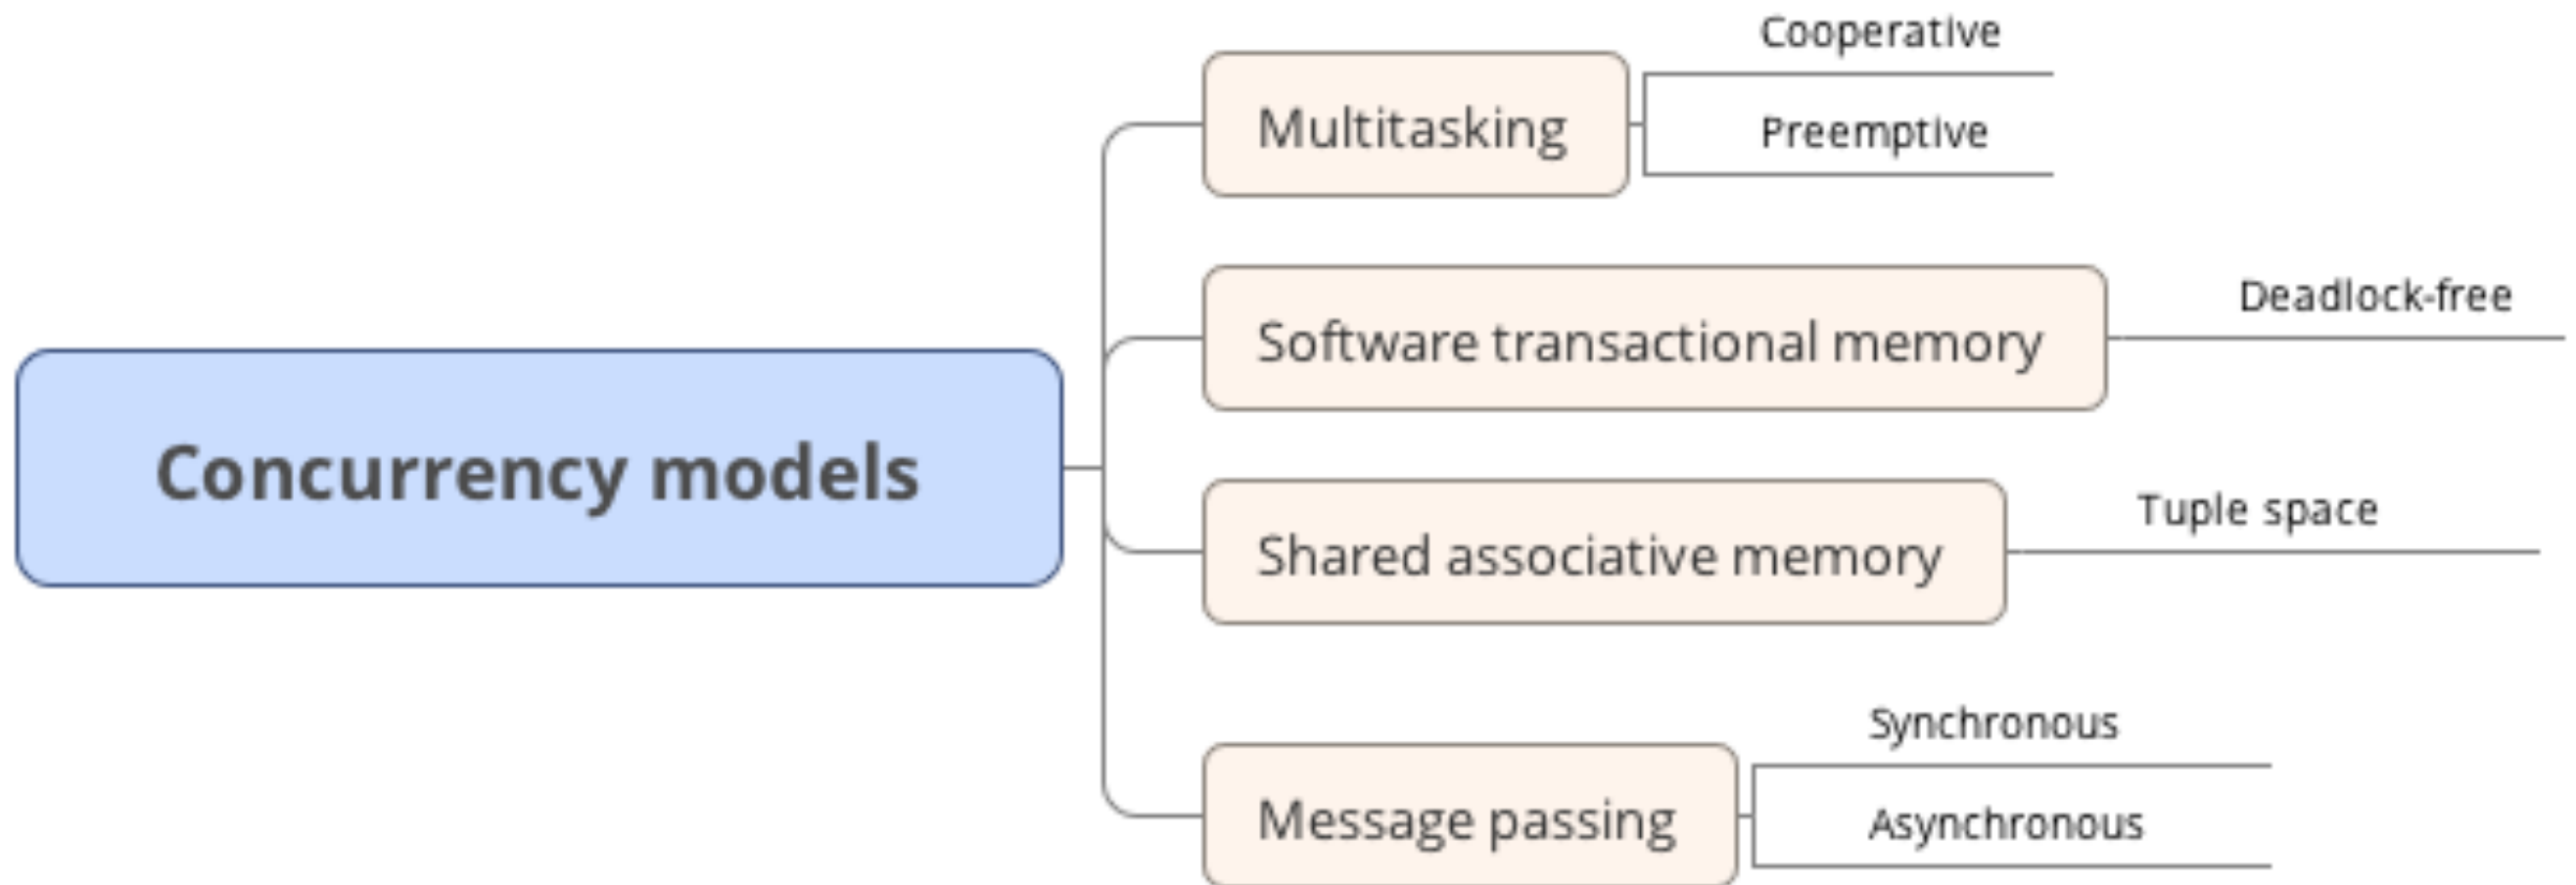 Concurrency models
Multitasking
Cooperative
Preemptive
Software transactional memory
Deadlock-free
Shared associative memory
Tuple space
Message passing
Synchronous
Asynchronous